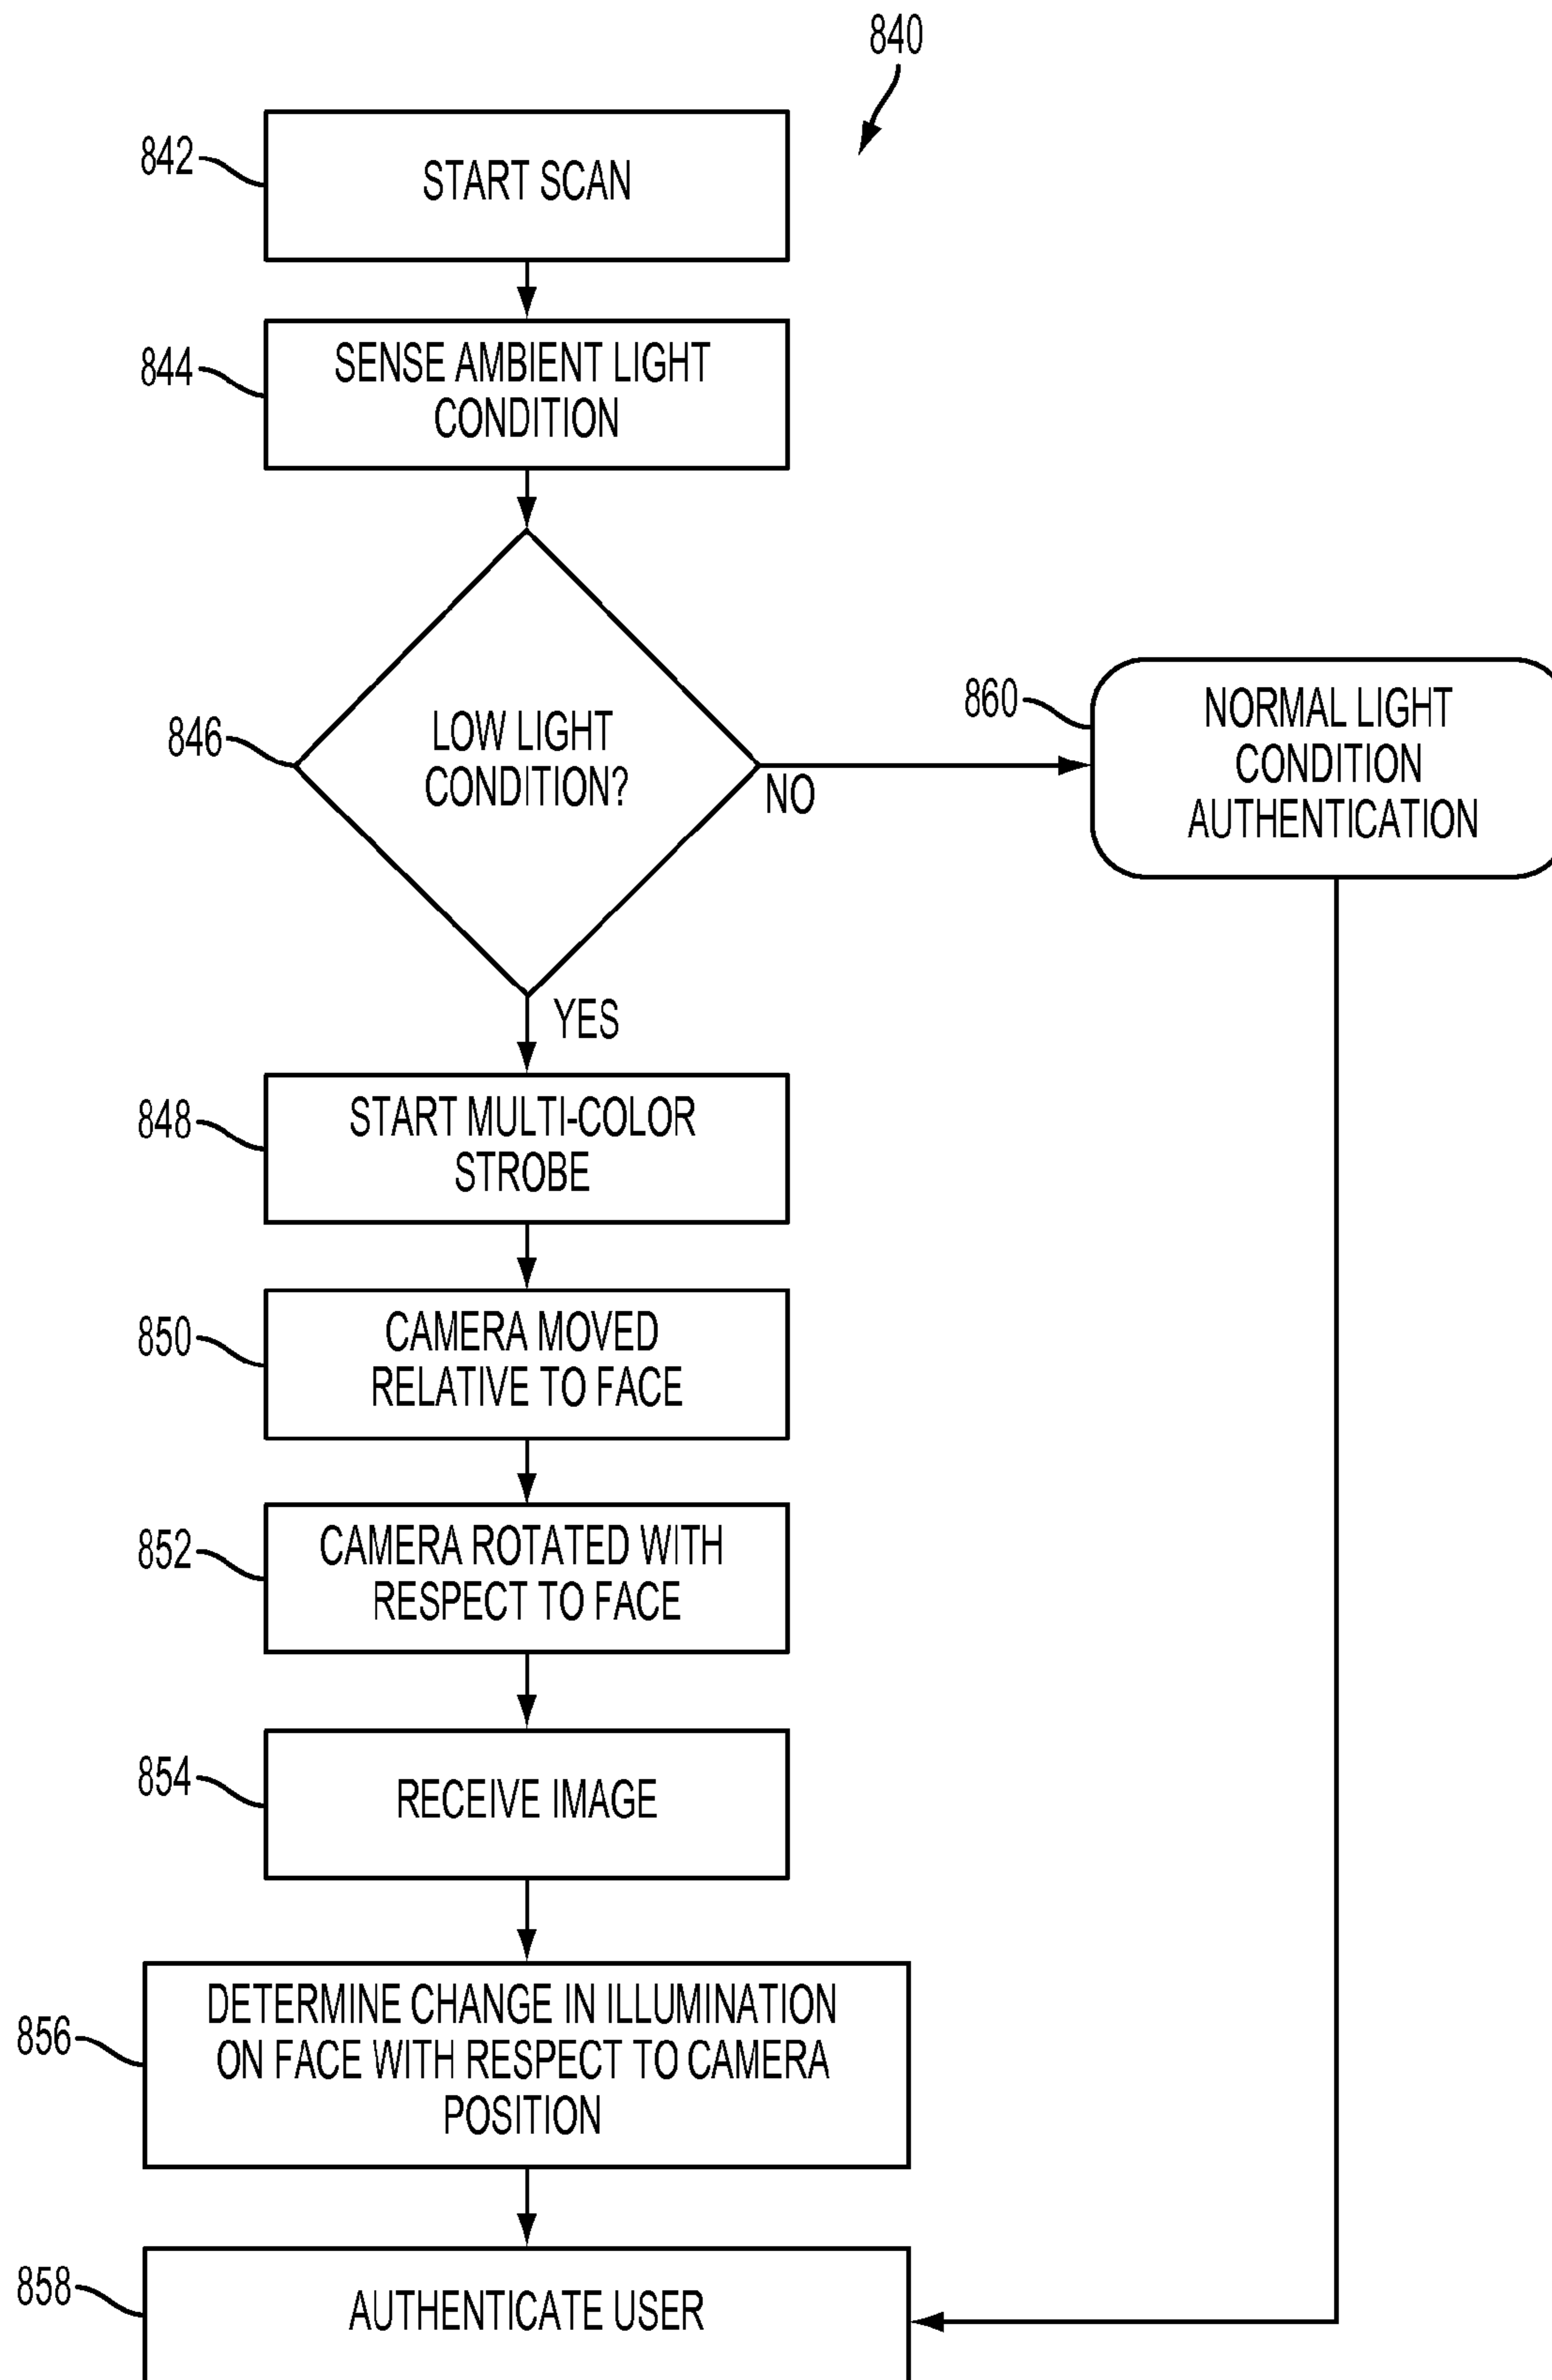 840
842
START SCAN
844
SENSE AMBIENT LIGHT
CONDITION
846
LOW LIGHT
CONDITION?
NO
860
NORMAL LIGHT
CONDITION
AUTHENTICATION
YES
848
START MULTI-COLOR
STROBE
850
CAMERA MOVED
RELATIVE TO FACE
852
CAMERA ROTATED WITH
RESPECT TO FACE
854
RECEIVE IMAGE
856
DETERMINE CHANGE IN ILLUMINATION
ON FACE WITH RESPECT TO CAMERA
POSITION
858
AUTHENTICATE USER